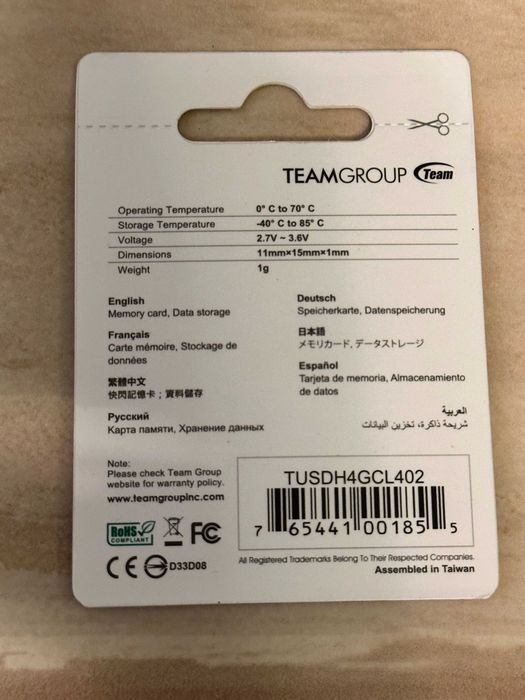 TEAMGROUP Team
Operating Temperature 0° C to 70° C
Storage Temperature -40° C to 85° C
Voltage 2.7V ~ 3.6V
Dimensions 11mm×15mm×1mm
Weight 1g
English
Memory card, Data storage
Français
Carte mémoire, Stockage de
données
繁體中文
快閃記憶卡；資料儲存
Русский
Карта памяти, Хранение данных
Deutsch
Speicherkarte, Datenspeicherung
日本語
メモリカード, データストレージ
Español
Tarjeta de memoria, Almacenamiento
de datos
العربية
شريحة ذاكرة، تخزين البيانات
Note:
Please check Team Group
website for warranty policy.
www.teamgroupinc.com
RoHS
COMPLIANT
FC
CE D33D08
TUSDH4GCL402
7 65441 00185 5
All Registered Trademarks Belong To Their Respected Companies.
Assembled in Taiwan